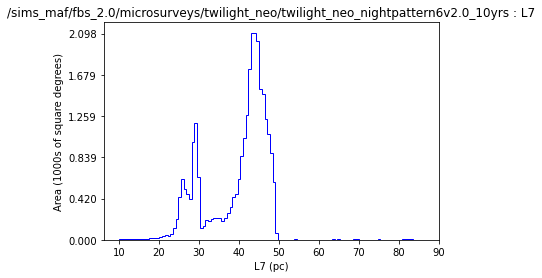 /sims_maf/fbs_2.0/microsurveys/twilight_neo/twilight_neo_nightpattern6v2.0_10yrs : L7
2.098
1.679
1.259
0.839
0.420
0.000
Area (1000s of square degrees)
10 20 30 40 50 60 70 80 90
L7 (pc)